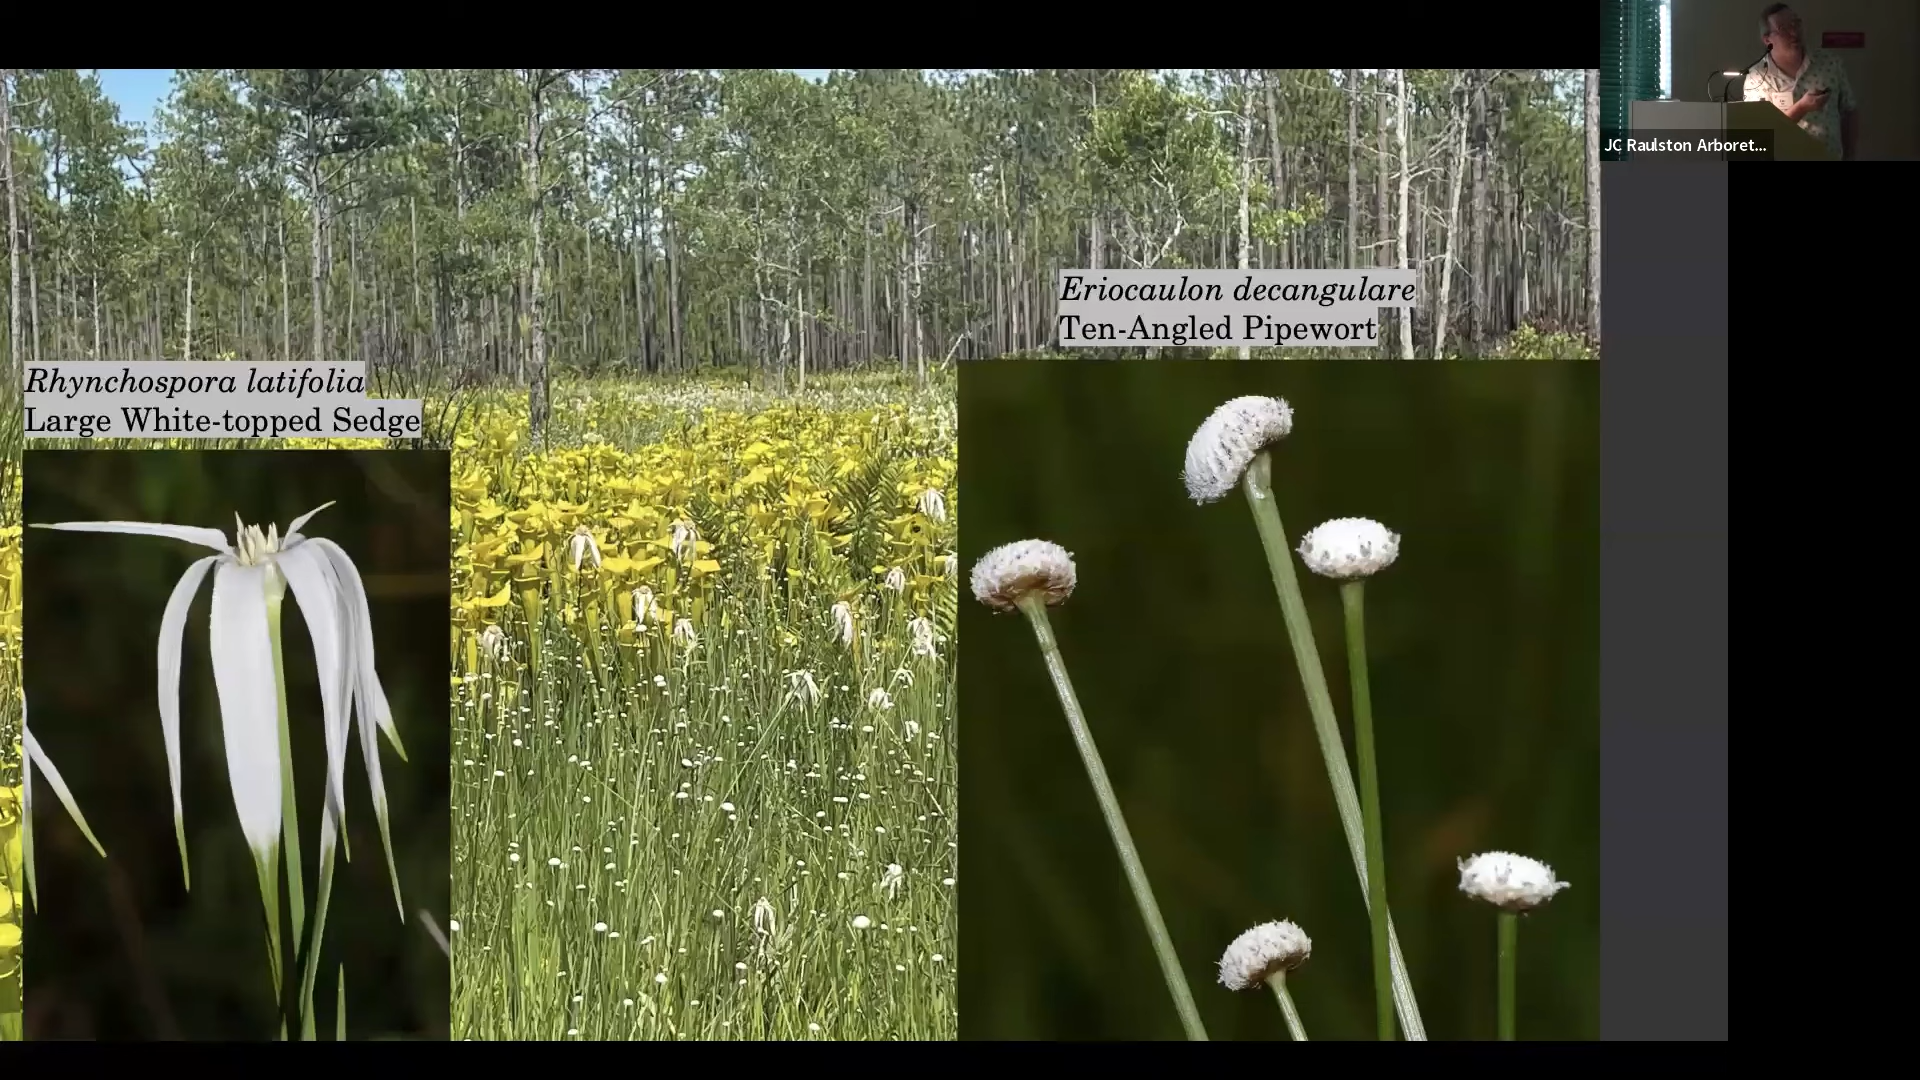 JC Raulston Arboret...
Eriocaulon decangulare
Ten-Angled Pipewort
Rhynchospora latifolia
Large White-topped Sedge